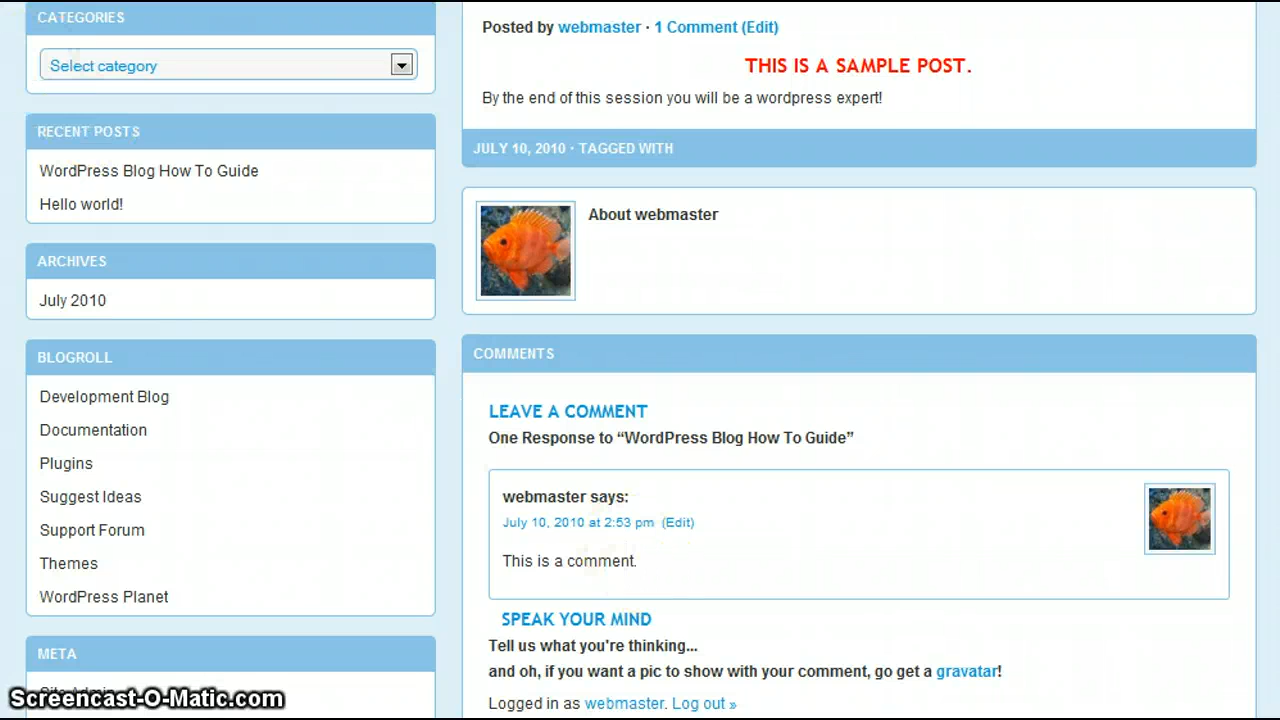 CATEGORIES
Select category
RECENT POSTS
WordPress Blog How To Guide
Hello world!
ARCHIVES
July 2010
BLOGROLL
Development Blog
Documentation
Plugins
Suggest Ideas
Support Forum
Themes
WordPress Planet
META
Site Admin
Screencast-O-Matic.com
Posted by webmaster · 1 Comment (Edit)
THIS IS A SAMPLE POST.
By the end of this session you will be a wordpress expert!
JULY 10, 2010 · TAGGED WITH
About webmaster
COMMENTS
LEAVE A COMMENT
One Response to “WordPress Blog How To Guide”
webmaster says:
July 10, 2010 at 2:53 pm (Edit)
This is a comment.
SPEAK YOUR MIND
Tell us what you're thinking...
and oh, if you want a pic to show with your comment, go get a gravatar!
Logged in as webmaster. Log out »